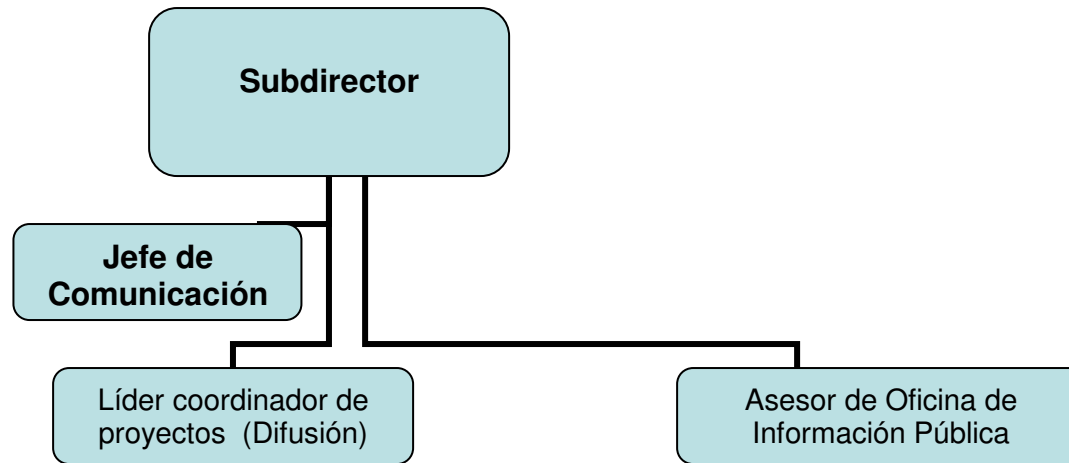 Subdirector
Jefe de
Comunicación
Líder coordinador de
proyectos (Difusión)
Asesor de Oficina de
Información Pública